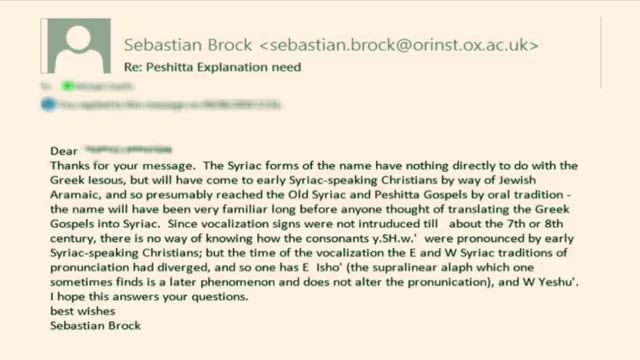 Sebastian Brock <sebastian.brock@orinst.ox.ac.uk>
Re: Peshitta Explanation need
Dear
Thanks for your message. The Syriac forms of the name have nothing directly to do with the
Greek Iesous, but will have come to early Syriac-speaking Christians by way of Jewish
Aramaic, and so presumably reached the Old Syriac and Peshitta Gospels by oral tradition -
the name will have been very familiar long before anyone thought of translating the Greek
Gospels into Syriac. Since vocalization signs were not intruduced till about the 7th or 8th
century, there is no way of knowing how the consonants y.SH.w.' were pronounced by early
Syriac-speaking Christians; but the time of the vocalization the E and W Syriac traditions of
pronunciation had diverged, and so one has E Isho' (the supralinear alaph which one
sometimes finds is a later phenomenon and does not alter the pronunication), and W Yeshu'.
I hope this answers your questions.
best wishes
Sebastian Brock